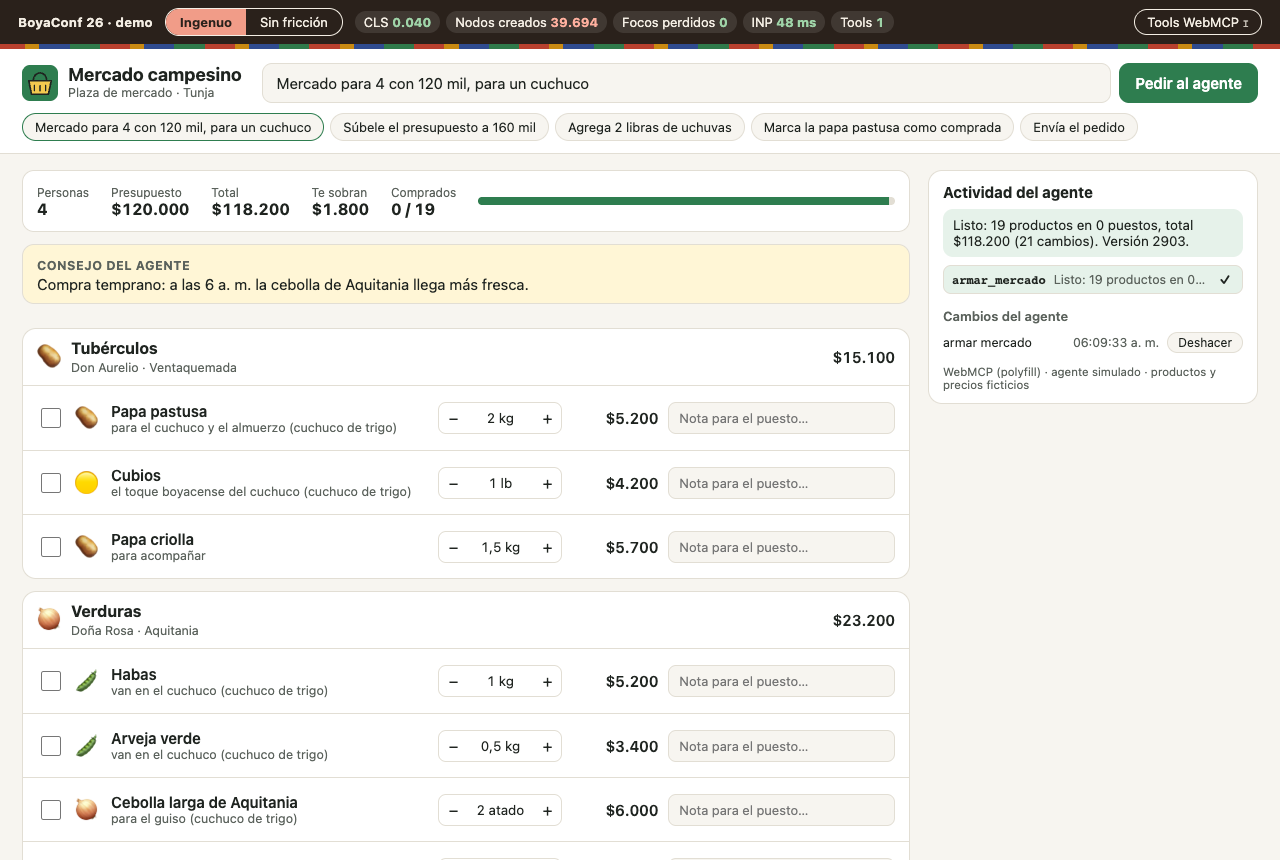 BoyaConf 26 · demo
Ingenuo
Sin fricción
CLS 0.040
Nodos creados 39.694
Focos perdidos 0
INP 48 ms
Tools 1
Tools WebMCP
Mercado campesino
Plaza de mercado · Tunja
Mercado para 4 con 120 mil, para un cuchuco
Pedir al agente
Mercado para 4 con 120 mil, para un cuchuco
Súbele el presupuesto a 160 mil
Agrega 2 libras de uchuvas
Marca la papa pastusa como comprada
Envía el pedido
Personas
4
Presupuesto
$120.000
Total
$118.200
Te sobran
$1.800
Comprados
0 / 19
CONSEJO DEL AGENTE
Compra temprano: a las 6 a. m. la cebolla de Aquitania llega más fresca.
Tubérculos
Don Aurelio · Ventaquemada
$15.100
Papa pastusa
para el cuchuco y el almuerzo (cuchuco de trigo)
− 2 kg +
$5.200
Nota para el puesto…
Cubios
el toque boyacense del cuchuco (cuchuco de trigo)
− 1 lb +
$4.200
Nota para el puesto…
Papa criolla
para acompañar
− 1,5 kg +
$5.700
Nota para el puesto…
Verduras
Doña Rosa · Aquitania
$23.200
Habas
van en el cuchuco (cuchuco de trigo)
− 1 kg +
$5.200
Nota para el puesto…
Arveja verde
van en el cuchuco (cuchuco de trigo)
− 0,5 kg +
$3.400
Nota para el puesto…
Cebolla larga de Aquitania
para el guiso (cuchuco de trigo)
− 2 atado +
$6.000
Nota para el puesto…
Actividad del agente
Listo: 19 productos en 0 puestos, total
$118.200 (21 cambios). Versión 2903.
armar_mercado Listo: 19 productos en 0… ✓
Cambios del agente
armar mercado
06:09:33 a. m.
Deshacer
WebMCP (polyfill) · agente simulado · productos y
precios ficticios